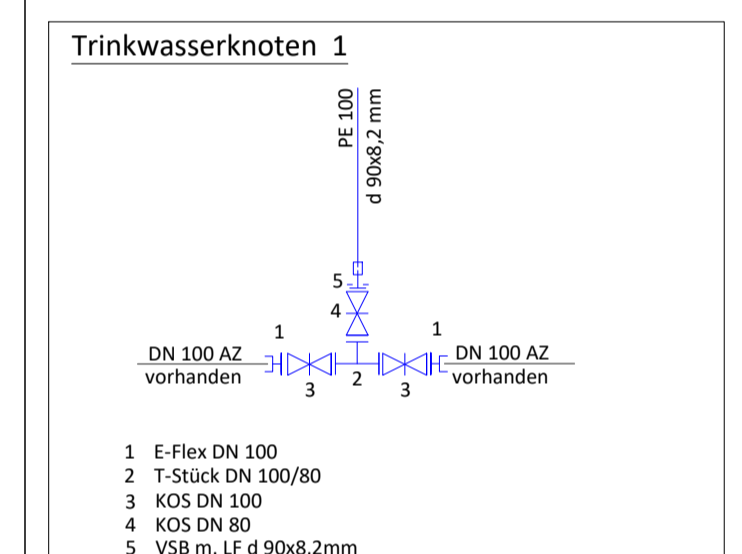 Trinkwasserknoten 1
PE 100
d 90x8,2 mm
5
4
1
1
DN 100 AZ
vorhanden
DN 100 AZ
vorhanden
3
2
3
1 E-Flex DN 100
2 T-Stück DN 100/80
3 KOS DN 100
4 KOS DN 80
5 VSB m. LF d 90x8,2mm